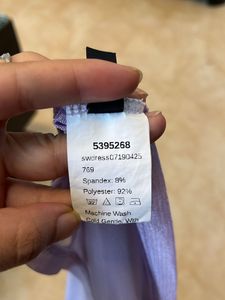 5395268
swdress07190425
769
Spandex: 8%
Polyester: 92%
Machine Wash
Cold Gentle, With